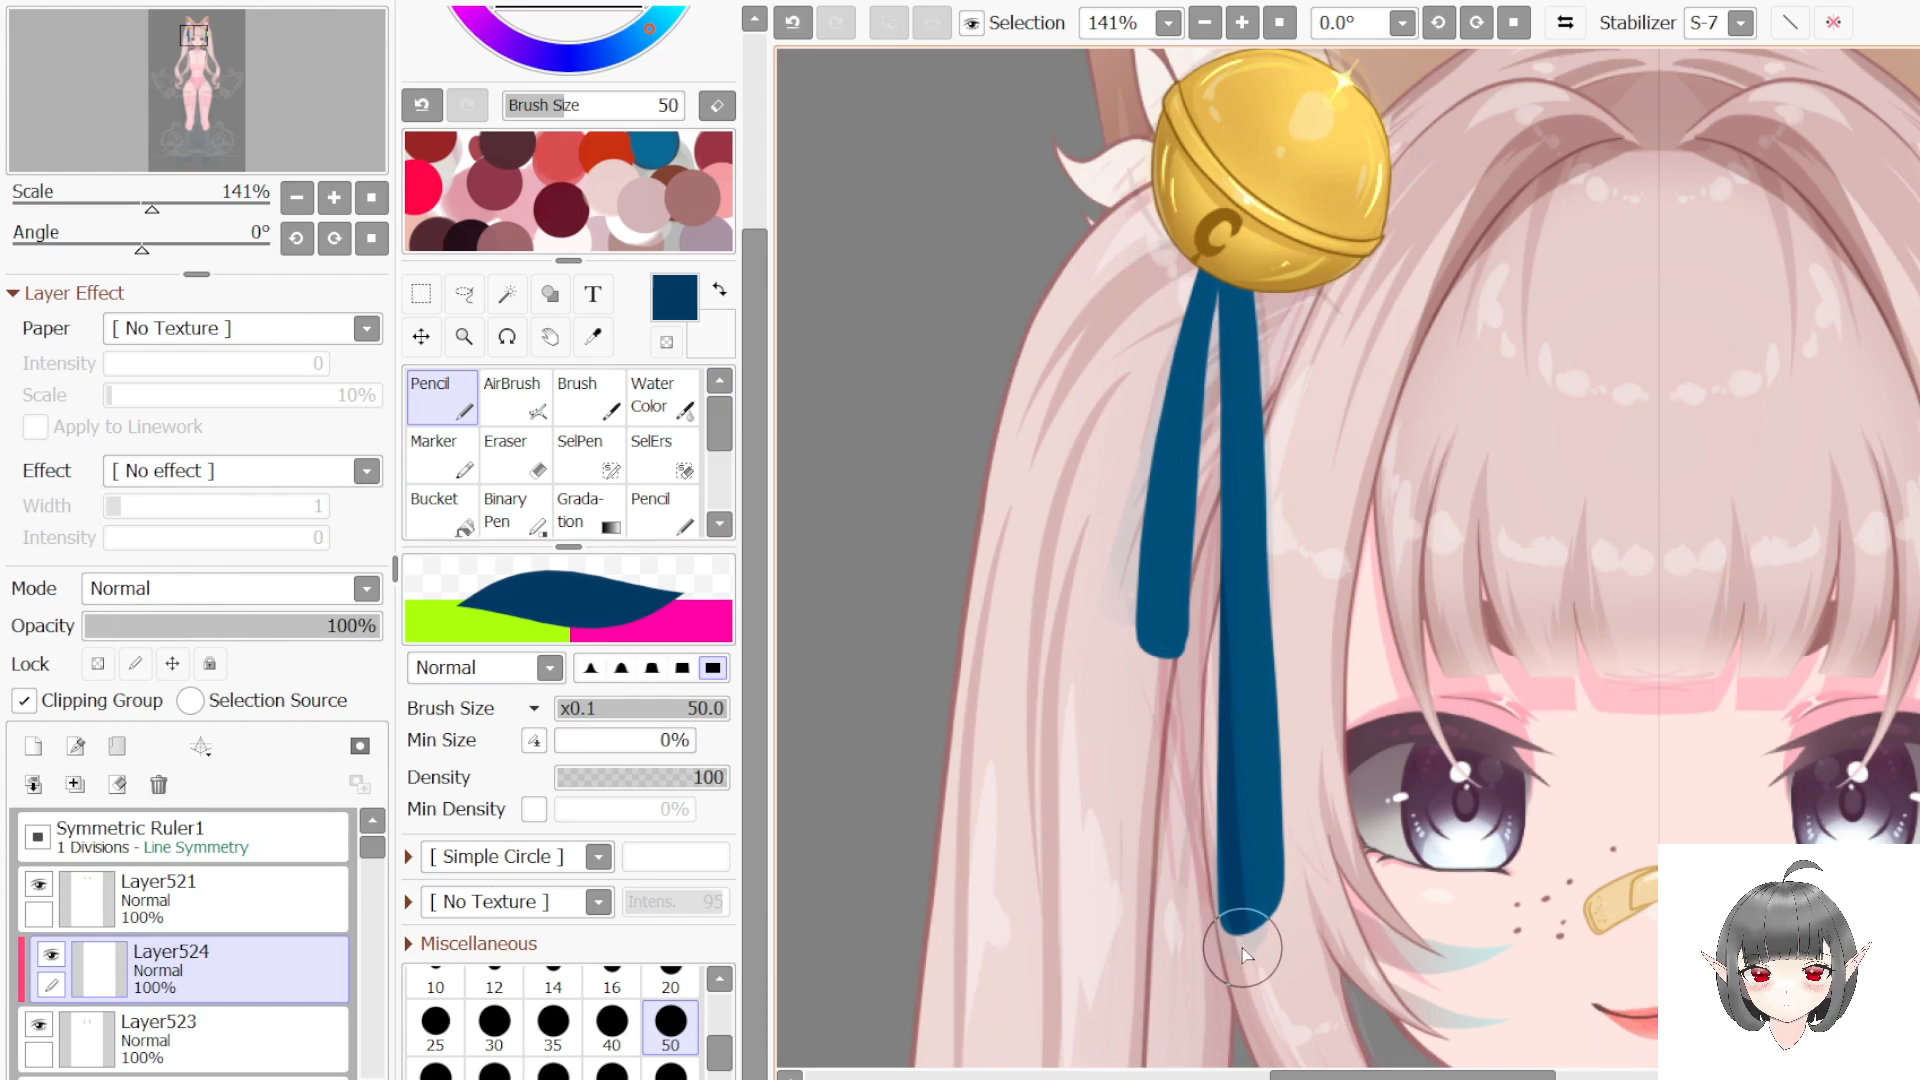 Scale 141%
Angle 0°
Layer Effect
Paper [ No Texture ]
Intensity 0
Scale 10%
Apply to Linework
Effect [ No effect ]
Width 1
Intensity 0
Mode Normal
Opacity 100%
Lock
Clipping Group Selection Source
Symmetric Ruler1
1 Divisions - Line Symmetry
Layer521
Normal
100%
Layer524
Normal
100%
Layer523
Normal
100%
Brush Size 50
T
Pencil AirBrush Brush Water Color
Marker Eraser SelPen SelErs
Bucket Binary Pen Grada-tion Pencil
Normal
Brush Size x0.1 50.0
Min Size 0%
Density 100
Min Density 0%
[ Simple Circle ]
[ No Texture ] Intens. 95
Miscellaneous
10 12 14 16 20
25 30 35 40 50
Selection 141% 0.0° Stabilizer S-7
C